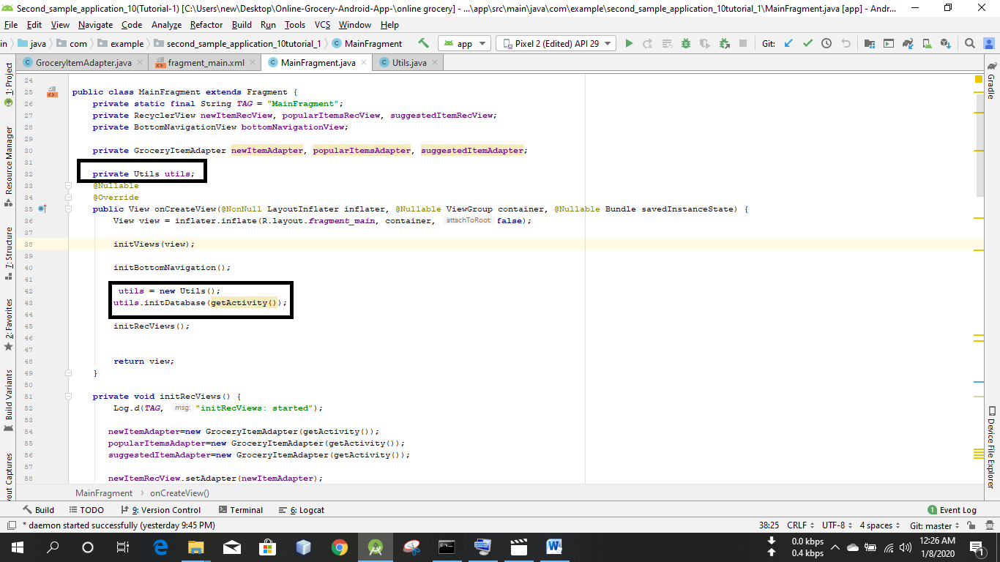 Second_sample_application_10(Tutorial-1) [C:\Users\new\Desktop\Online-Grocery-Android-App-\online grocery] - ...\app\src\main\java\com\example\second_sample_application_10tutorial_1\MainFragment.java [app] - Andr...
File Edit View Navigate Code Analyze Refactor Build Run Tools VCS Window Help
in java com example second_sample_application_10tutorial_1 MainFragment app Pixel 2 (Edited) API 29 Git:
GroceryItemAdapter.java fragment_main.xml MainFragment.java Utils.java
1: Project
Resource Manager
7: Structure
2: Favorites
Build Variants
out Captures
Gradle
Device File Explorer
24
25 public class MainFragment extends Fragment {
26 private static final String TAG = "MainFragment";
27 private RecyclerView newItemRecView, popularItemsRecView, suggestedItemRecView;
28 private BottomNavigationView bottomNavigationView;
29
30 private GroceryItemAdapter newItemAdapter, popularItemsAdapter, suggestedItemAdapter;
31
32 private Utils utils;
33 @Nullable
34 @Override
35 public View onCreateView(@NonNull LayoutInflater inflater, @Nullable ViewGroup container, @Nullable Bundle savedInstanceState) {
36 View view = inflater.inflate(R.layout.fragment_main, container, attachToRoot: false);
37
38 initViews(view);
39
40 initBottomNavigation();
41
42 utils = new Utils();
43 utils.initDatabase(getActivity());
44
45 initRecViews();
46
47
48 return view;
49 }
50
51 private void initRecViews() {
52 Log.d(TAG, msg: "initRecViews: started");
53
54 newItemAdapter=new GroceryItemAdapter(getActivity());
55 popularItemsAdapter=new GroceryItemAdapter(getActivity());
56 suggestedItemAdapter=new GroceryItemAdapter(getActivity());
57
58 newItemRecView.setAdapter(newItemAdapter);
MainFragment › onCreateView()
Build TODO 9: Version Control Terminal 6: Logcat 1 Event Log
* daemon started successfully (yesterday 9:45 PM) 38:25 CRLF UTF-8 4 spaces Git: master
0.0 kbps
0.4 kbps
12:26 AM
1/8/2020
1